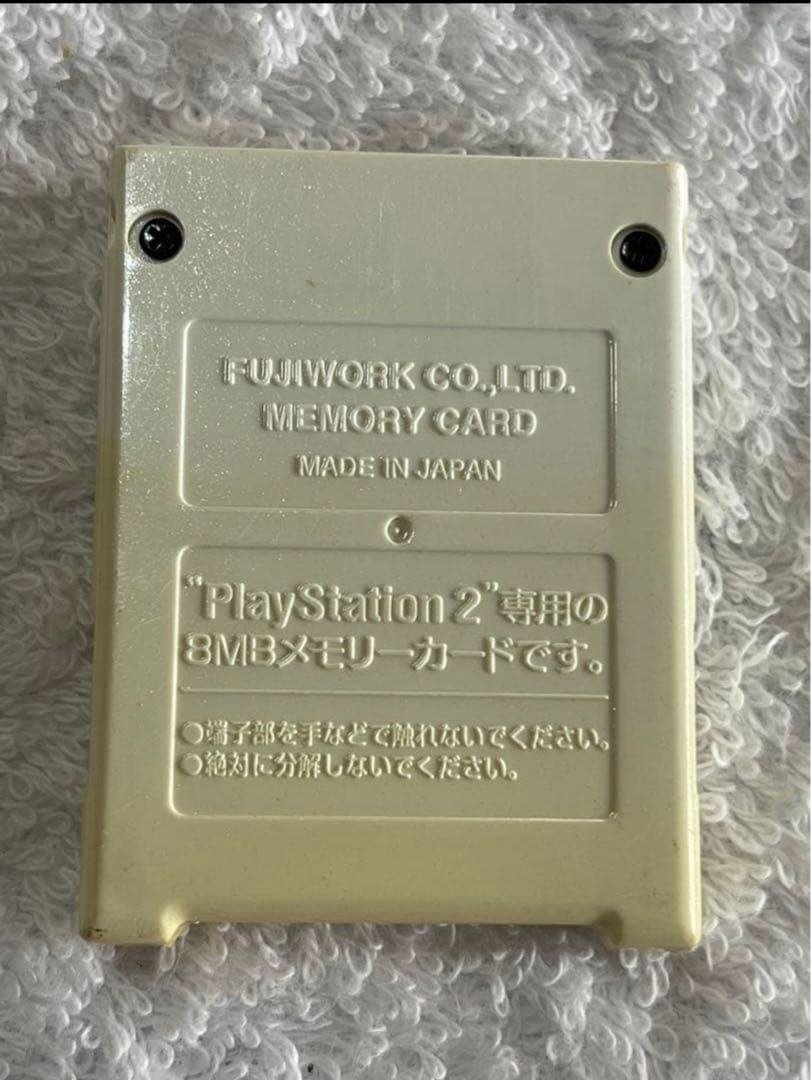 FUJIWORK CO.,LTD.
MEMORY CARD
MADE IN JAPAN
“PlayStation 2”専用の
8MBメモリーカードです。
○端子部を手などで触れないでください。
○絶対に分解しないでください。